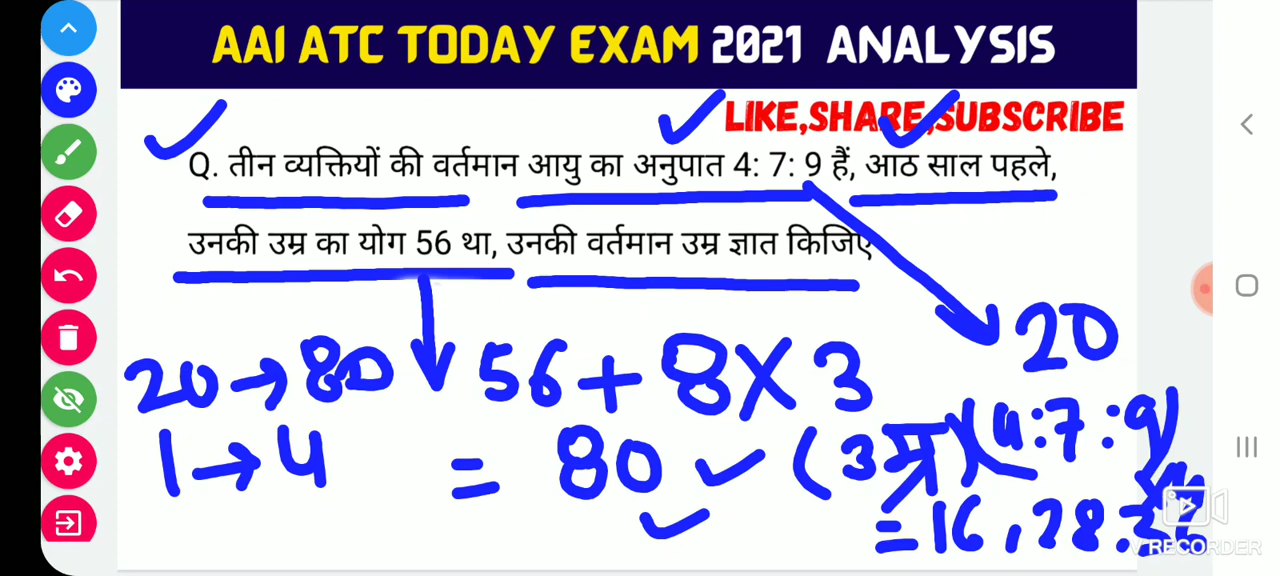 AAI ATC TODAY EXAM 2021 ANALYSIS
LIKE,SHARE,SUBSCRIBE
Q. तीन व्यक्तियों की वर्तमान आयु का अनुपात 4: 7: 9 हैं, आठ साल पहले,
उनकी उम्र का योग 56 था, उनकी वर्तमान उम्र ज्ञात किजिए
20
20 → 80 56 + 8 X 3
1 → 4 = 80 (3 (4:7:9)
= 16, 28, 36
V RECORDER